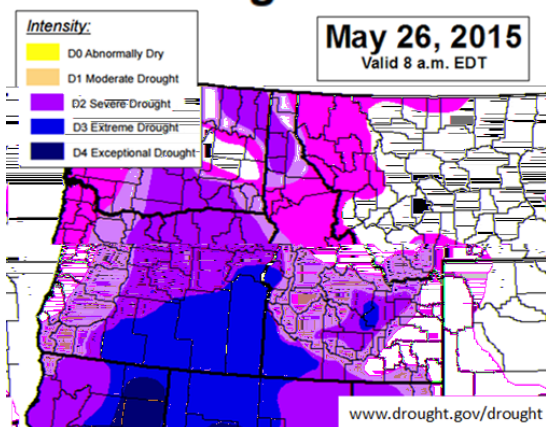 Intensity:
D0 Abnormally Dry
D1 Moderate Drought
D2 Severe Drought
D3 Extreme Drought
D4 Exceptional Drought
May 26, 2015
Valid 8 a.m. EDT
www.drought.gov/drought